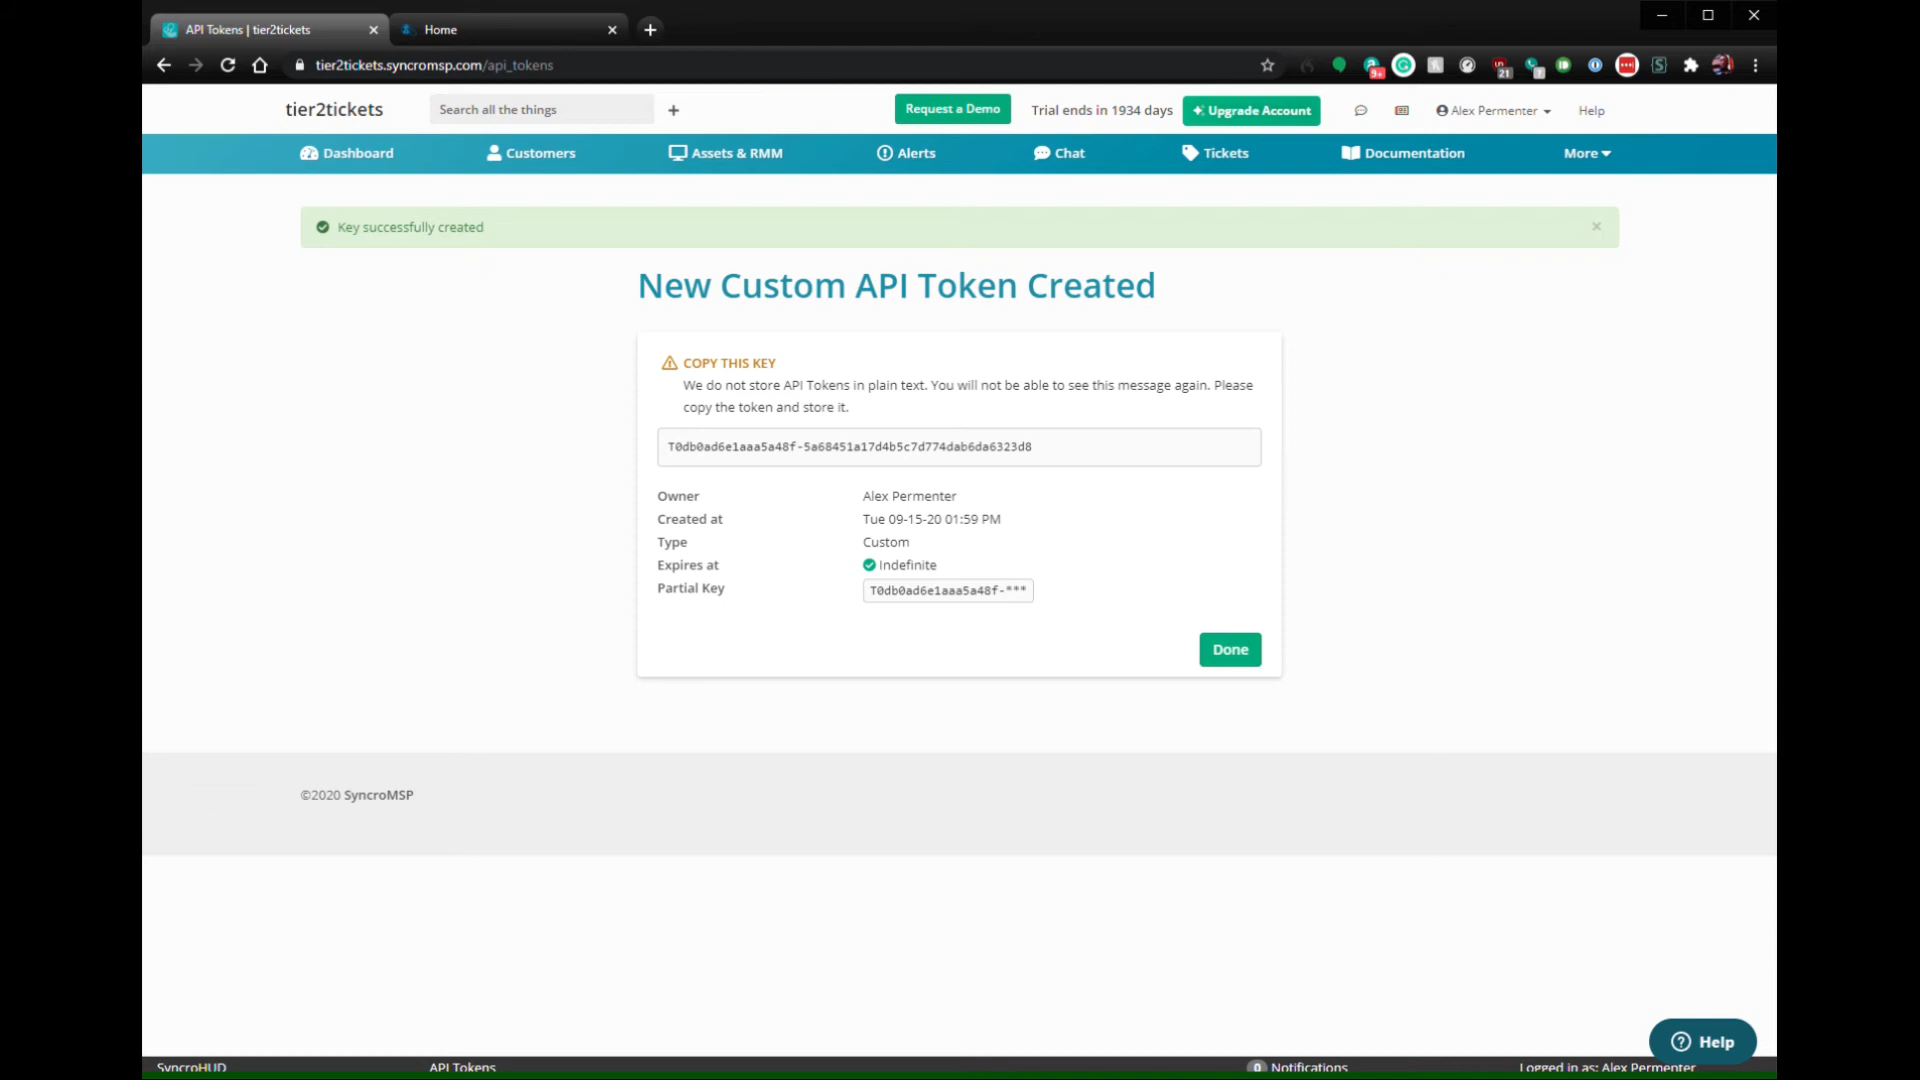 API Tokens | tier2tickets
Home
tier2tickets.syncromsp.com/api_tokens
9+
21
tier2tickets
Search all the things
Request a Demo
Trial ends in 1934 days
Upgrade Account
Alex Permenter
Help
Dashboard
Customers
Assets & RMM
Alerts
Chat
Tickets
Documentation
More
Key successfully created
New Custom API Token Created
COPY THIS KEY
We do not store API Tokens in plain text. You will not be able to see this message again. Please
copy the token and store it.
T0db0ad6e1aaa5a48f-5a68451a17d4b5c7d774dab6da6323d8
Owner Alex Permenter
Created at Tue 09-15-20 01:59 PM
Type Custom
Expires at Indefinite
Partial Key T0db0ad6e1aaa5a48f-***
Done
©2020 SyncroMSP
Help
SyncroHUD
API Tokens
0 Notifications
Logged in as: Alex Permenter